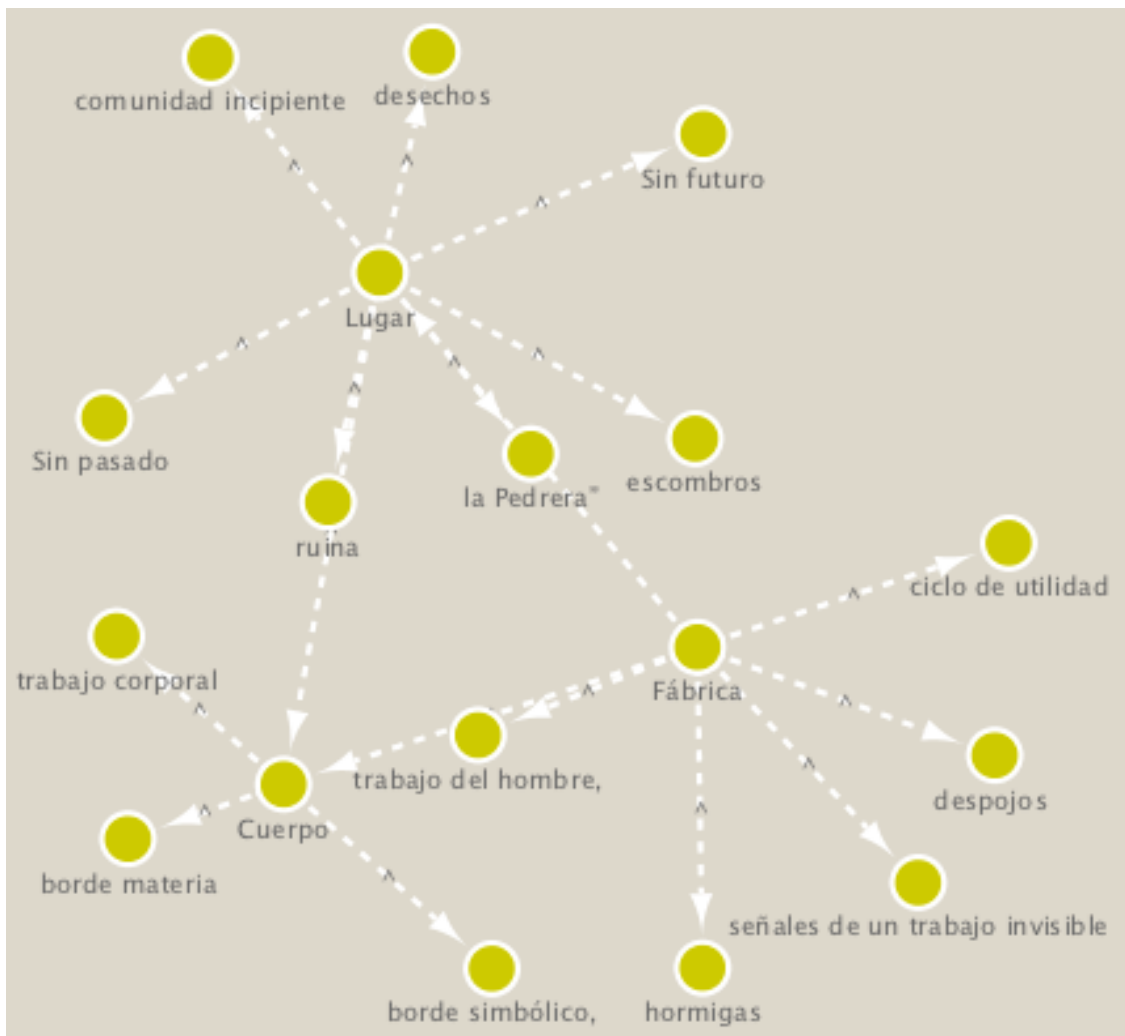 comunidad incipiente
desechos
Sin futuro
Lugar
Sin pasado
la Pedrera"
escombros
ruina
ciclo de utilidad
trabajo corporal
Fábrica
trabajo del hombre,
despojos
Cuerpo
borde materia
señales de un trabajo invisible
borde simbólico,
hormigas